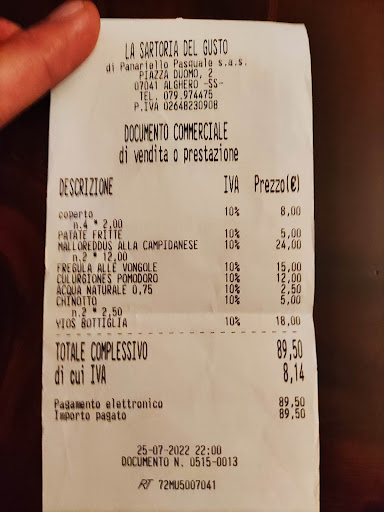 LA SARTORIA DEL GUSTO
di Panariello Pasquale s.a.s.
PIAZZA DUOMO, 2
07041 ALGHERO -SS-
TEL. 079.974475
P.IVA 02648230908
DOCUMENTO COMMERCIALE
di vendita o prestazione
DESCRIZIONE IVA Prezzo(€)
coperto 10% 8,00
n.4 * 2,00
PATATE FRITTE 10% 5,00
MALLOREDDUS ALLA CAMPIDANESE 10% 24,00
n.2 * 12,00
FREGULA ALLE VONGOLE 10% 15,00
CULURGIONES POMODORO 10% 12,00
ACQUA NATURALE 0,75 10% 2,50
CHINOTTO 10% 5,00
n.2 * 2,50
YIOS BOTTIGLIA 10% 18,00
TOTALE COMPLESSIVO 89,50
di cui IVA 8,14
Pagamento elettronico 89,50
Importo pagato 89,50
25-07-2022 22:00
DOCUMENTO N. 0515-0013
RT 72MU5007041